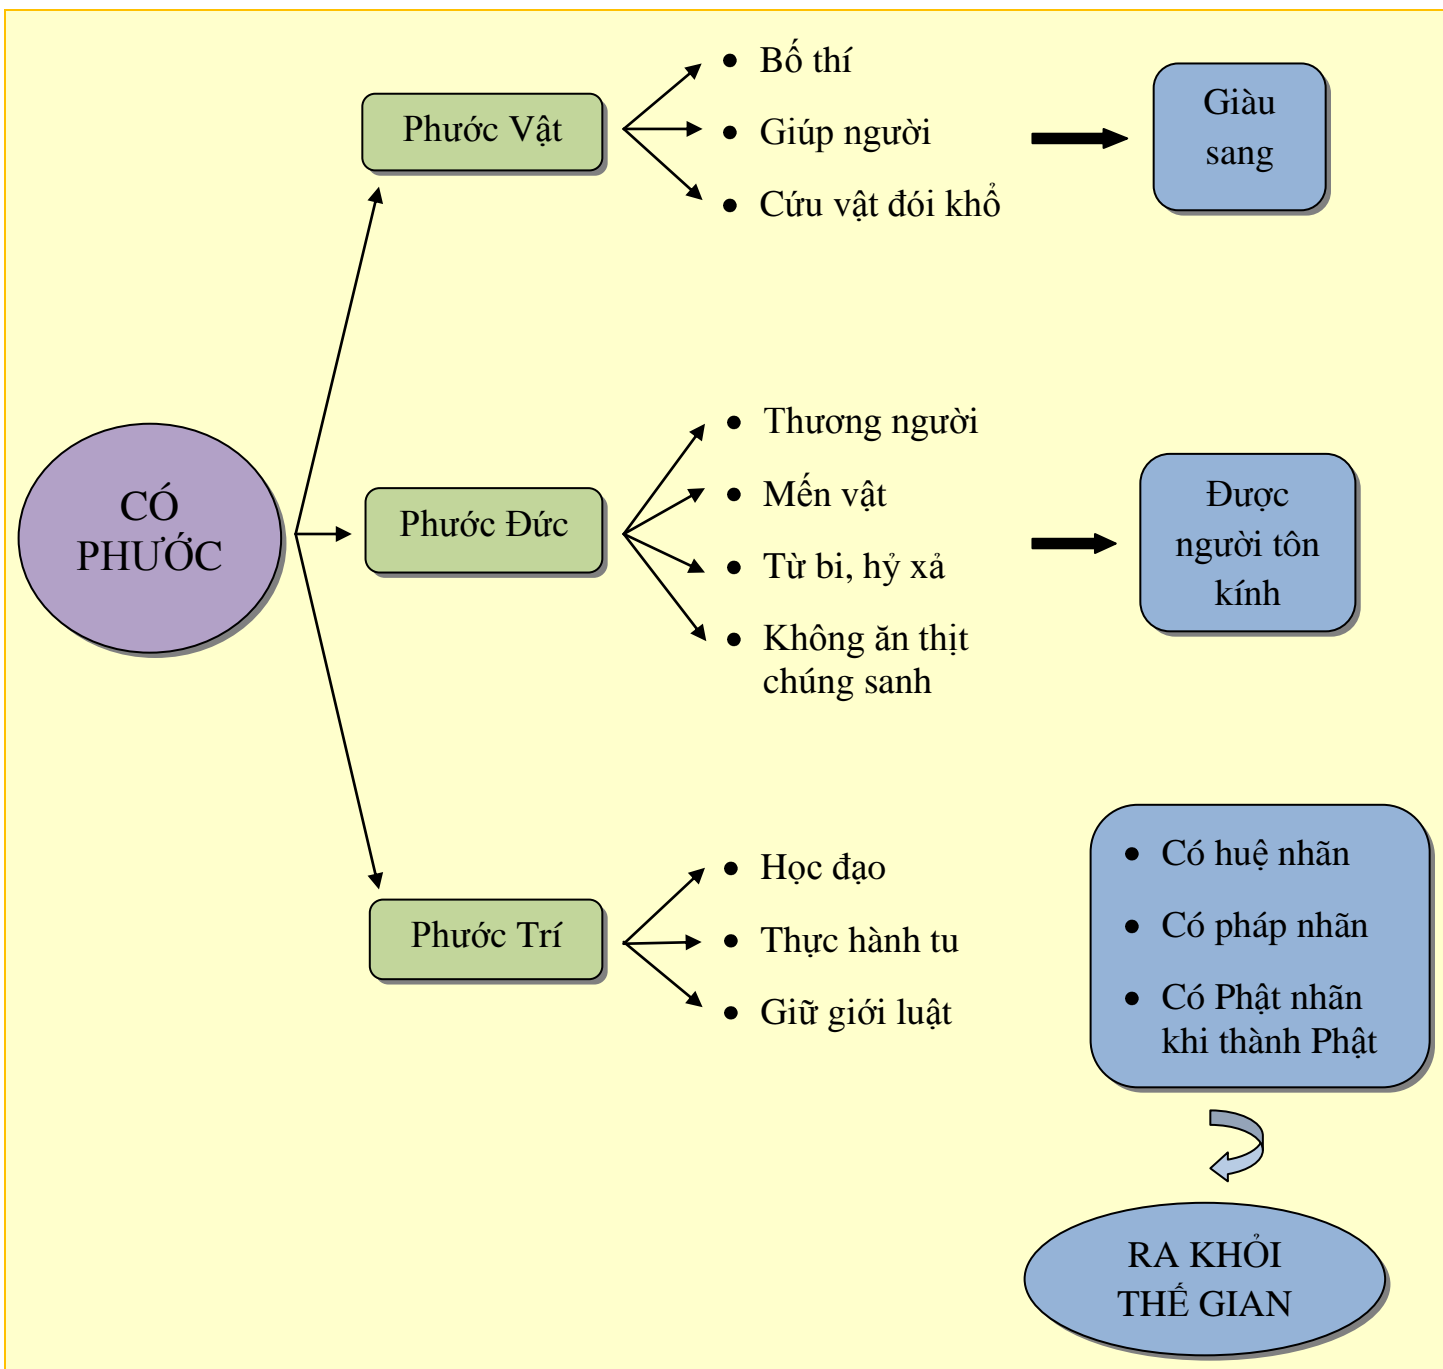 CÓ
PHƯỚC
Phước Vật
• Bố thí
• Giúp người
• Cứu vật đói khổ
Giàu
sang
Phước Đức
• Thương người
• Mến vật
• Từ bi, hỷ xả
• Không ăn thịt
chúng sanh
Được
người tôn
kính
Phước Trí
• Học đạo
• Thực hành tu
• Giữ giới luật
• Có huệ nhãn
• Có pháp nhãn
• Có Phật nhãn
khi thành Phật
RA KHỎI
THẾ GIAN